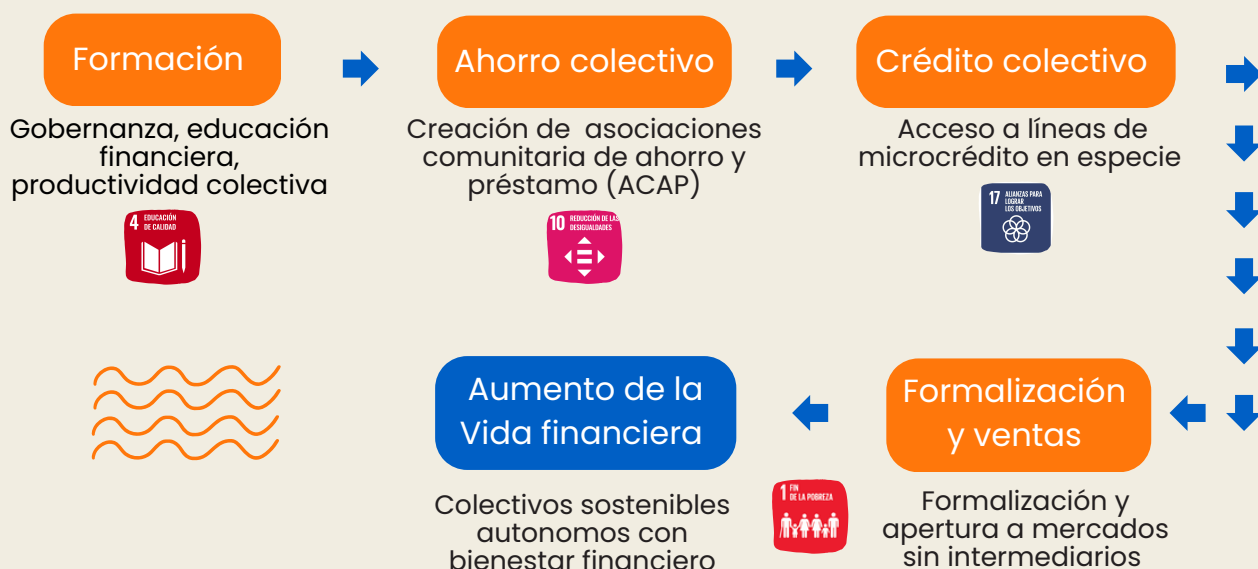 Formación
Gobernanza, educación
financiera,
productividad colectiva
4 EDUCACIÓN
DE CALIDAD
Ahorro colectivo
Creación de asociaciones
comunitaria de ahorro y
préstamo (ACAP)
10 REDUCCIÓN DE LAS
DESIGUALDADES
Crédito colectivo
Acceso a líneas de
microcrédito en especie
17 ALIANZAS PARA
LOGRAR
LOS OBJETIVOS
Formalización
y ventas
Formalización y
apertura a mercados
sin intermediarios
1 FIN
DE LA POBREZA
Aumento de la
Vida financiera
Colectivos sostenibles
autonomos con
bienestar financiero